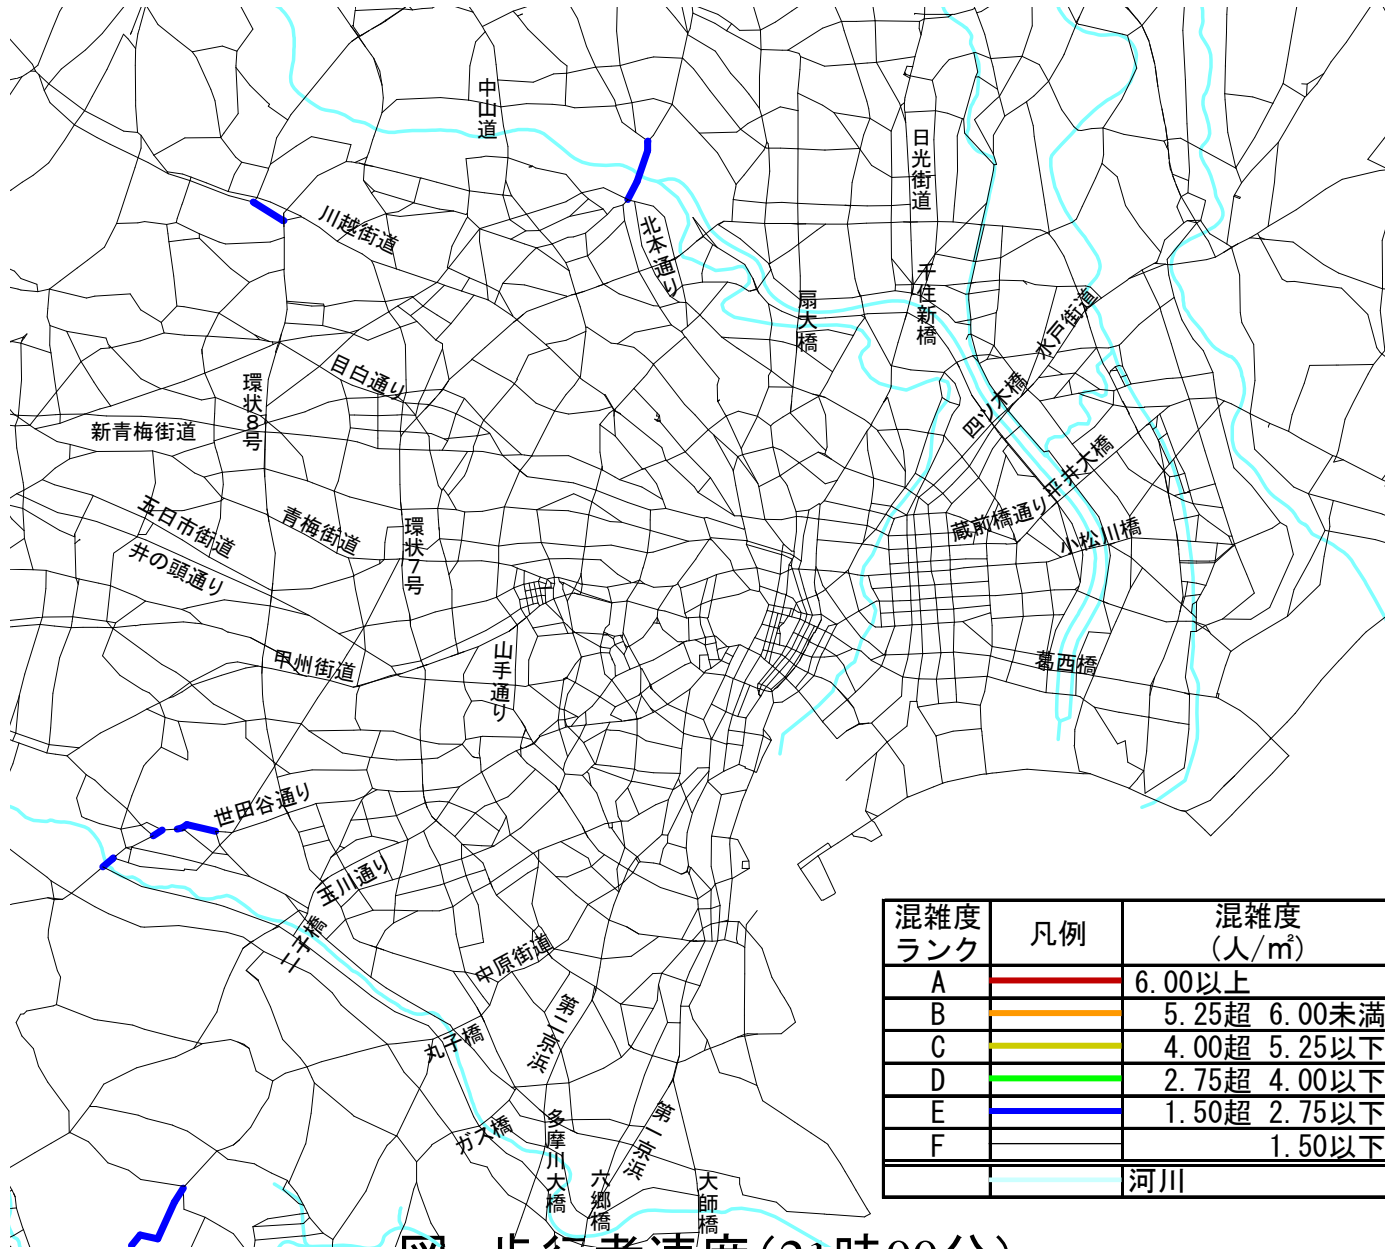 中山道
日光街道
川越街道
北本通り
千住新橋
扇大橋
水戸街道
目白通り
環状8号
四ツ木橋
新青梅街道
平井大橋
五日市街道
青梅街道
環状7号
蔵前橋通り
小松川橋
井の頭通り
甲州街道
山手通り
葛西橋
世田谷通り
玉川通り
二子橋
中原街道
第二京浜
丸子橋
ガス橋
多摩川大橋
第一京浜
六郷橋
大師橋
混雑度ランク 凡例 混雑度(人/㎡)
A 6.00以上
B 5.25超 6.00未満
C 4.00超 5.25以下
D 2.75超 4.00以下
E 1.50超 2.75以下
F 1.50以下
河川